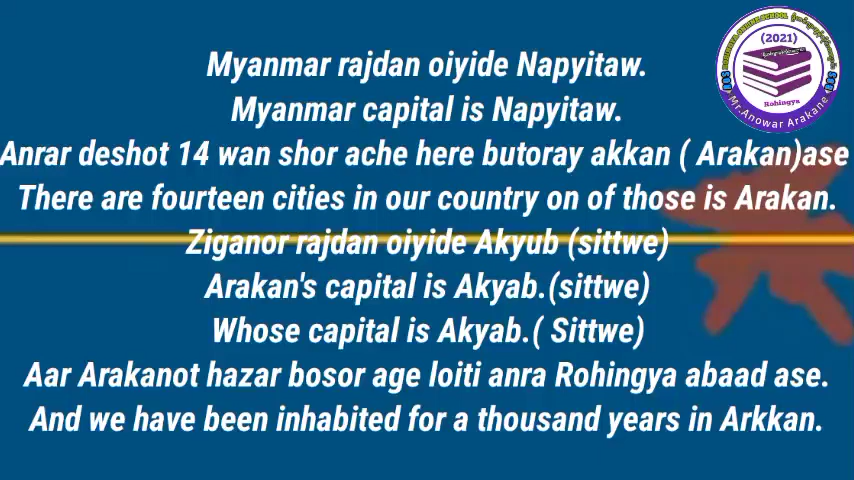 Myanmar rajdan oiyide Napyitaw.
Myanmar capital is Napyitaw.
Anrar deshot 14 wan shor ache here butoray akkan ( Arakan)ase
There are fourteen cities in our country on of those is Arakan.
Ziganor rajdan oiyide Akyub (sittwe)
Arakan's capital is Akyab.(sittwe)
Whose capital is Akyab.( Sittwe)
Aar Arakanot hazar bosor age loiti anra Rohingya abaad ase.
And we have been inhabited for a thousand years in Arkkan.
(2021)
Rohingya
Mr.Anowar Arakane